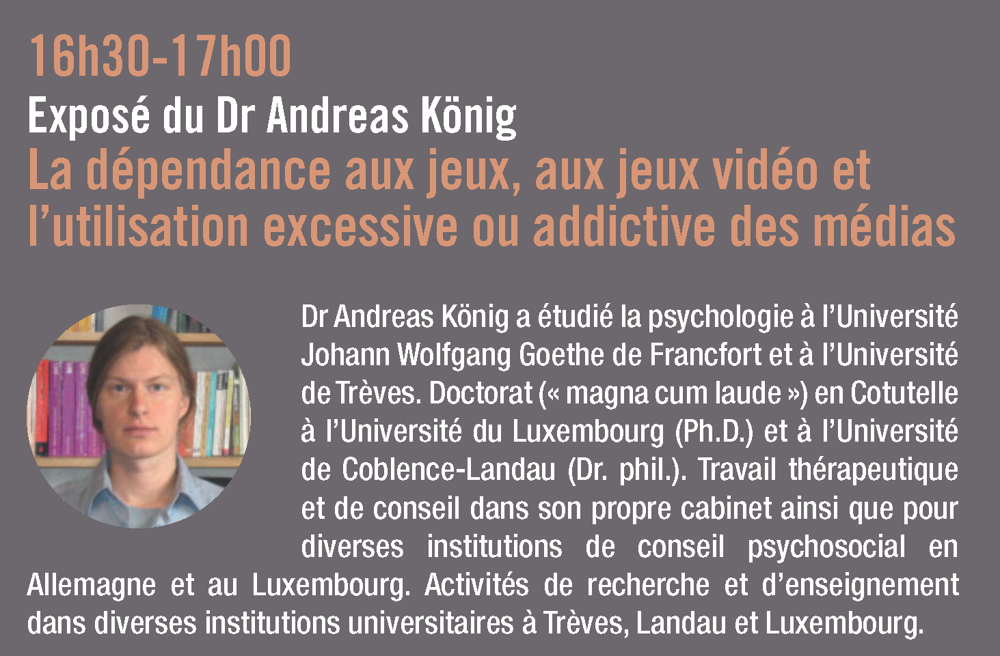 16h30-17h00
Exposé du Dr Andreas König
La dépendance aux jeux, aux jeux vidéo et
l’utilisation excessive ou addictive des médias
Dr Andreas König a étudié la psychologie à l’Université
Johann Wolfgang Goethe de Francfort et à l’Université
de Trèves. Doctorat (« magna cum laude ») en Cotutelle
à l’Université du Luxembourg (Ph.D.) et à l’Université
de Coblence-Landau (Dr. phil.). Travail thérapeutique
et de conseil dans son propre cabinet ainsi que pour
diverses institutions de conseil psychosocial en
Allemagne et au Luxembourg. Activités de recherche et d’enseignement
dans diverses institutions universitaires à Trèves, Landau et Luxembourg.